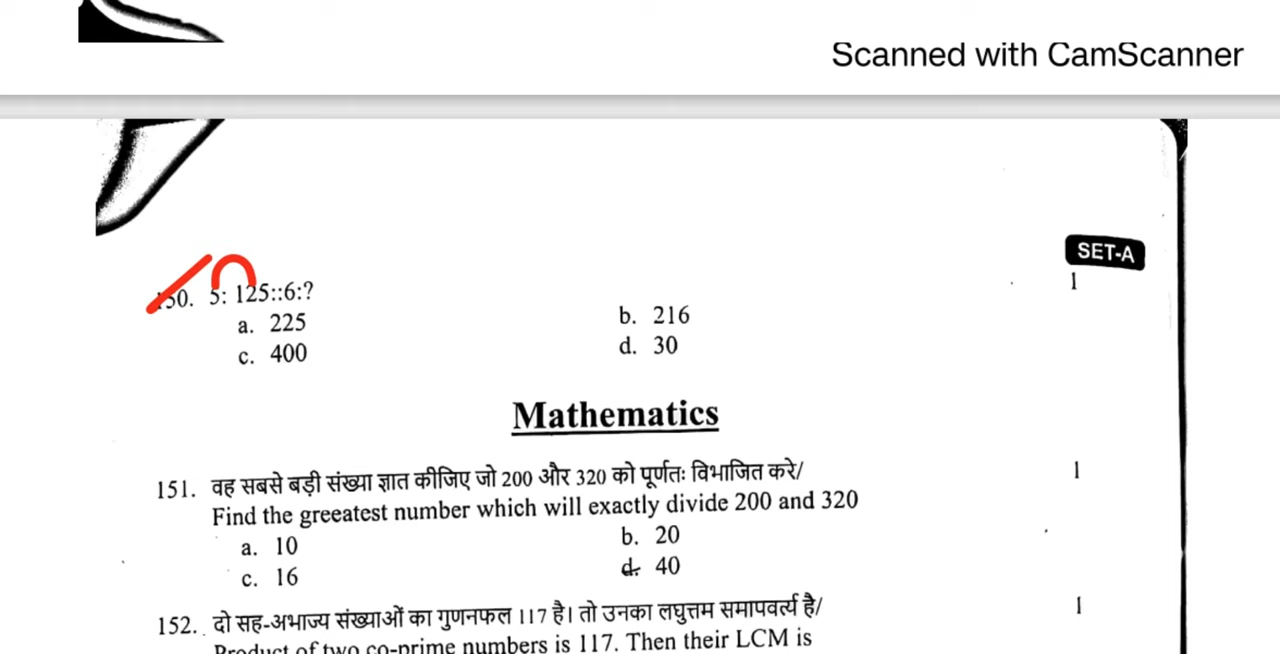 Scanned with CamScanner
SET-A
150. 5: 125::6:? 1
a. 225 b. 216
c. 400 d. 30
Mathematics
151. वह सबसे बड़ी संख्या ज्ञात कीजिए जो 200 और 320 को पूर्णतः विभाजित करे/ 1
Find the greeatest number which will exactly divide 200 and 320
a. 10 b. 20
c. 16 d. 40
152. दो सह-अभाज्य संख्याओं का गुणनफल 117 है। तो उनका लघुत्तम समापवर्त्य है/ 1
Product of two co-prime numbers is 117. Then their LCM is